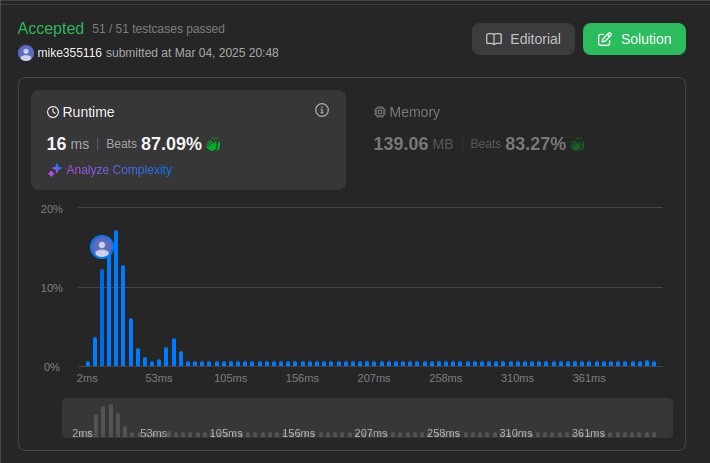 Accepted 51 / 51 testcases passed
mike355116 submitted at Mar 04, 2025 20:48
Editorial
Solution
Runtime
16 ms | Beats 87.09%
Analyze Complexity
Memory
139.06 MB | Beats 83.27%
20%
10%
0%
2ms 53ms 105ms 156ms 207ms 258ms 310ms 361ms
2ms 53ms 105ms 156ms 207ms 258ms 310ms 361ms